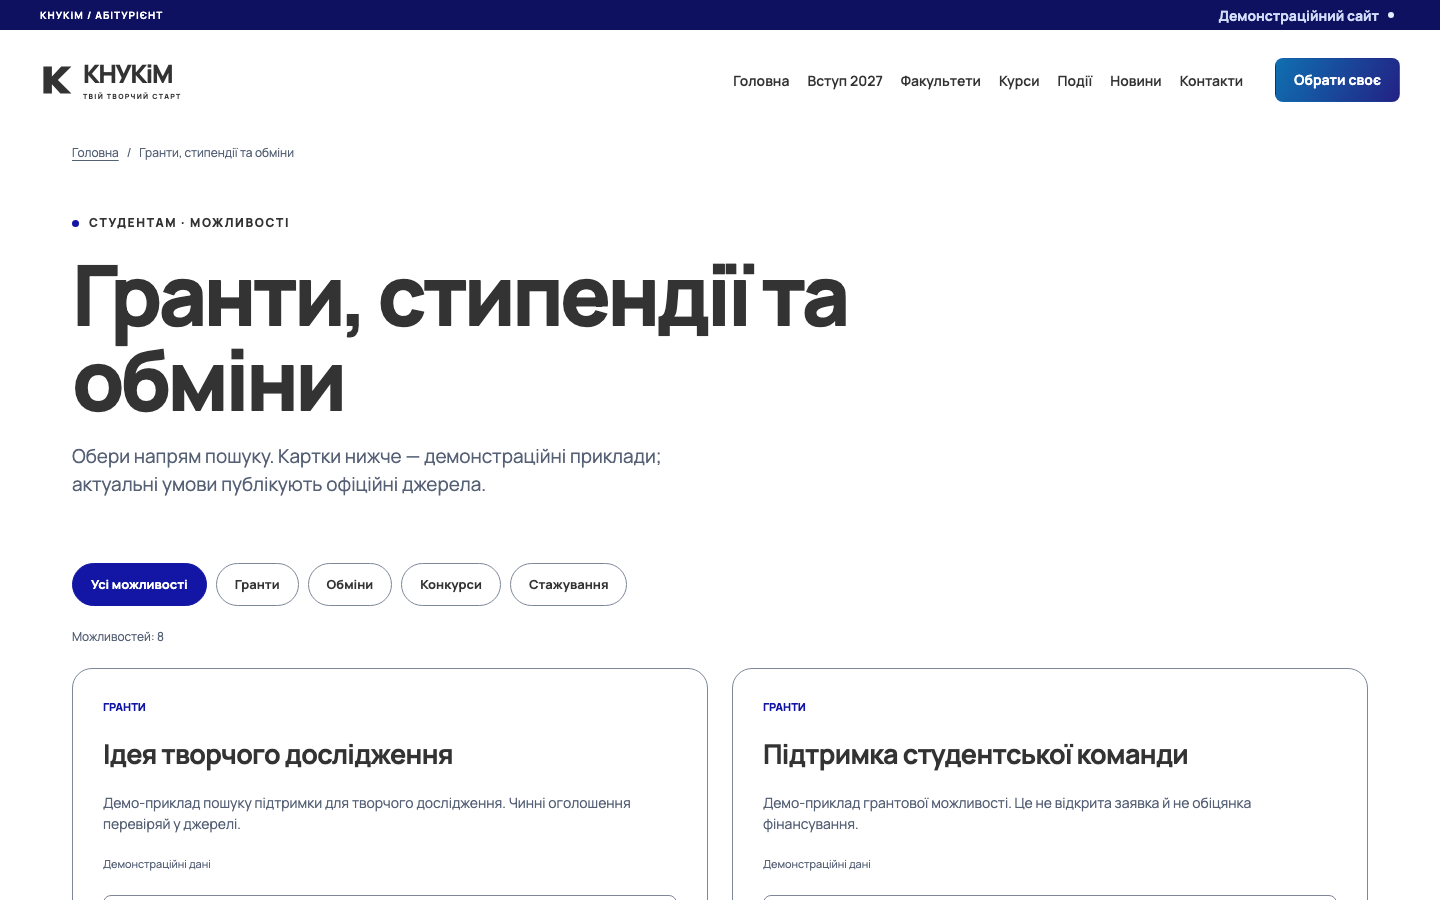 КНУКІМ / АБІТУРІЄНТ
Демонстраційний сайт
КНУКіМ
ТВІЙ ТВОРЧИЙ СТАРТ
Головна
Вступ 2027
Факультети
Курси
Події
Новини
Контакти
Обрати своє
Головна / Гранти, стипендії та обміни
СТУДЕНТАМ · МОЖЛИВОСТІ
Гранти, стипендії та
обміни
Обери напрям пошуку. Картки нижче — демонстраційні приклади;
актуальні умови публікують офіційні джерела.
Усі можливості
Гранти
Обміни
Конкурси
Стажування
Можливостей: 8
ГРАНТИ
Ідея творчого дослідження
Демо-приклад пошуку підтримки для творчого дослідження. Чинні оголошення
перевіряй у джерелі.
Демонстраційні дані
ГРАНТИ
Підтримка студентської команди
Демо-приклад грантової можливості. Це не відкрита заявка й не обіцянка
фінансування.
Демонстраційні дані